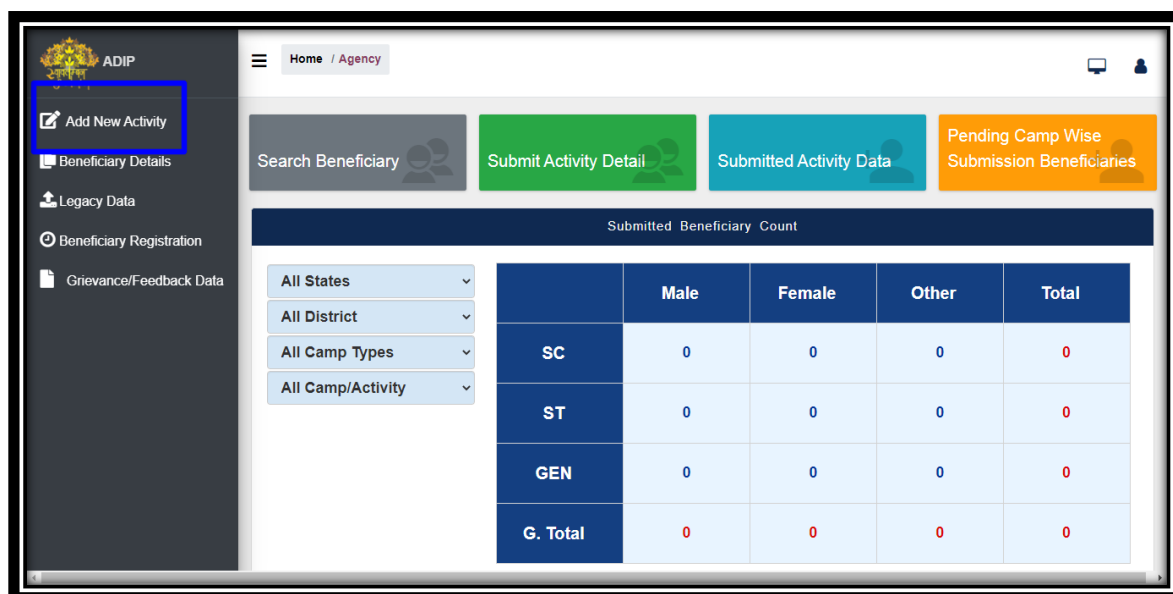 ADIP
Home / Agency
Add New Activity
Beneficiary Details
Legacy Data
Beneficiary Registration
Grievance/Feedback Data
Search Beneficiary
Submit Activity Detail
Submitted Activity Data
Pending Camp Wise
Submission Beneficiaries
Submitted Beneficiary Count
All States
All District
All Camp Types
All Camp/Activity
Male Female Other Total
SC 0 0 0 0
ST 0 0 0 0
GEN 0 0 0 0
G. Total 0 0 0 0